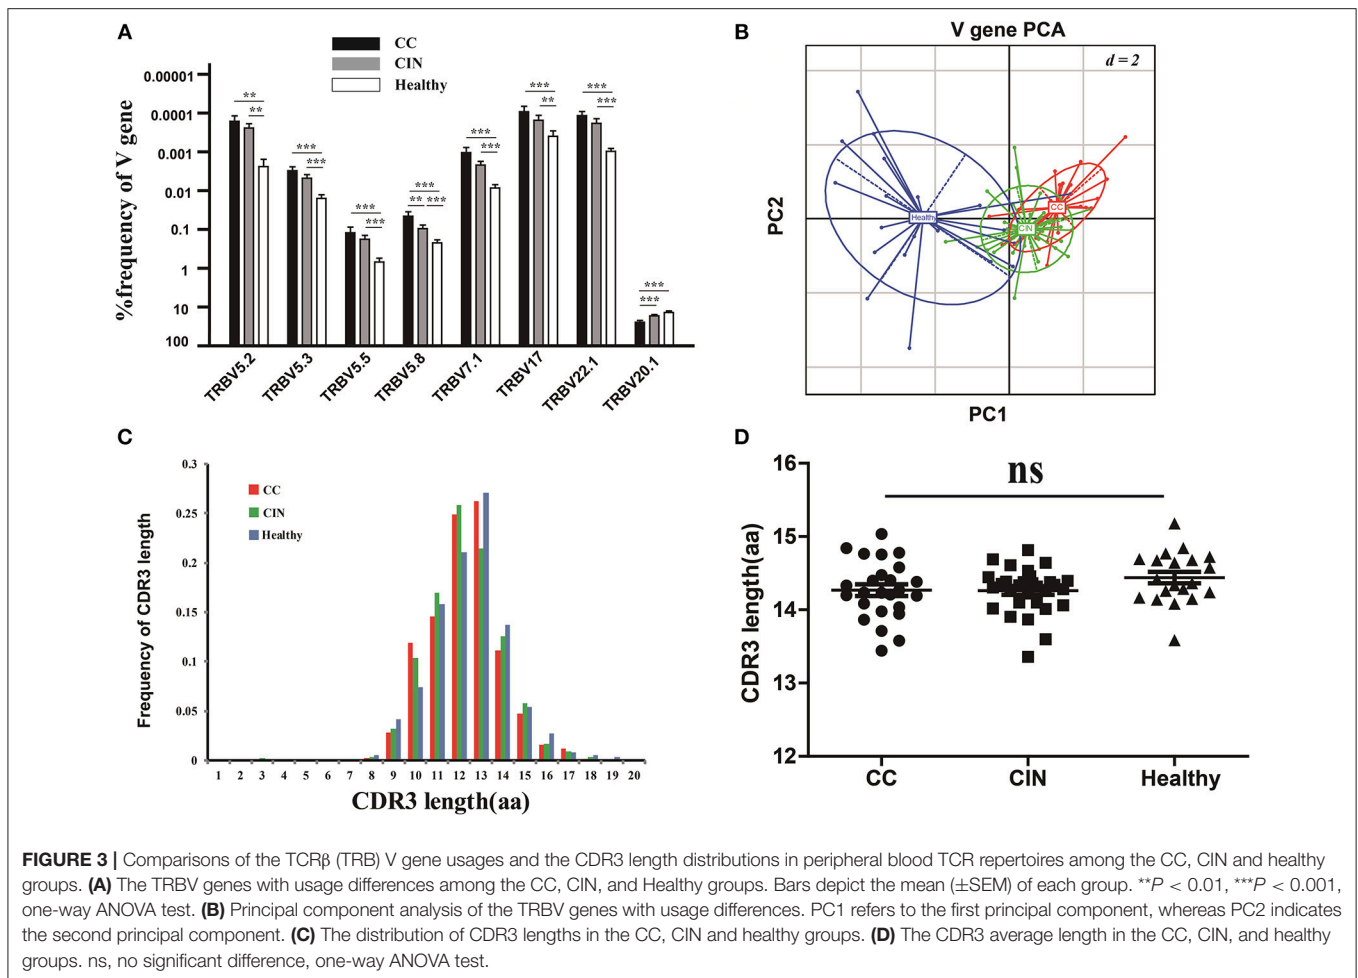 A
CC
CIN
Healthy
%frequency of V gene
0.00001
0.0001
0.001
0.01
0.1
1
10
100
** **
*** ***
*** ***
*** ** ***
*** ***
*** **
*** ***
*** ***
TRBV5.2
TRBV5.3
TRBV5.5
TRBV5.8
TRBV7.1
TRBV17
TRBV22.1
TRBV20.1
B
V gene PCA
d = 2
Healthy
CC
CIN
PC2
PC1
C
CC
CIN
Healthy
Frequency of CDR3 length
0.3
0.25
0.2
0.15
0.1
0.05
0
1 2 3 4 5 6 7 8 9 10 11 12 13 14 15 16 17 18 19 20
CDR3 length(aa)
D
ns
CDR3 length(aa)
16
15
14
13
12
CC CIN Healthy
FIGURE 3 | Comparisons of the TCRβ (TRB) V gene usages and the CDR3 length distributions in peripheral blood TCR repertoires among the CC, CIN and healthy
groups. (A) The TRBV genes with usage differences among the CC, CIN, and Healthy groups. Bars depict the mean (±SEM) of each group. **P < 0.01, ***P < 0.001,
one-way ANOVA test. (B) Principal component analysis of the TRBV genes with usage differences. PC1 refers to the first principal component, whereas PC2 indicates
the second principal component. (C) The distribution of CDR3 lengths in the CC, CIN and healthy groups. (D) The CDR3 average length in the CC, CIN, and healthy
groups. ns, no significant difference, one-way ANOVA test.